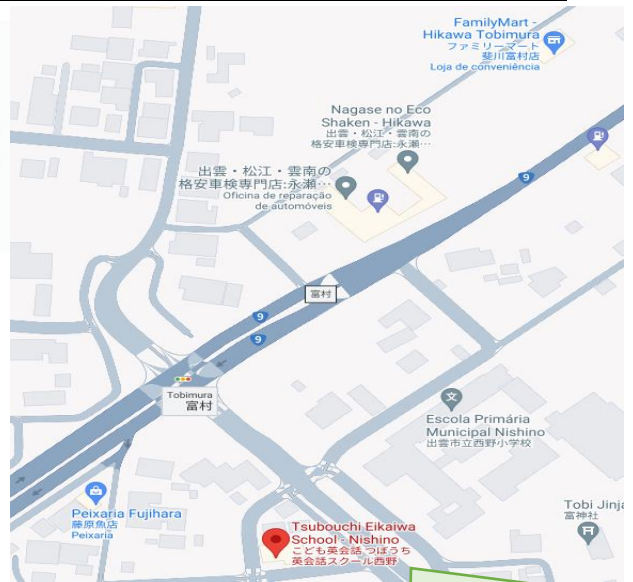 FamilyMart -
Hikawa Tobimura
ファミリーマート
斐川富村店
Loja de conveniência
Nagase no Eco
Shaken - Hikawa
出雲・松江・雲南の
格安車検専門店:永瀬…
出雲・松江・雲南の
格安車検専門店:永瀬…
Oficina de reparação
de automóveis
9
富村
9
9
Tobimura
富村
文
Escola Primária
Municipal Nishino
出雲市立西野小学校
Peixaria Fujihara
藤原魚店
Peixaria
Tobi Jinja
富神社
Tsubouchi Eikaiwa
School - Nishino
こども英会話 つぼうち
英会話スクール西野